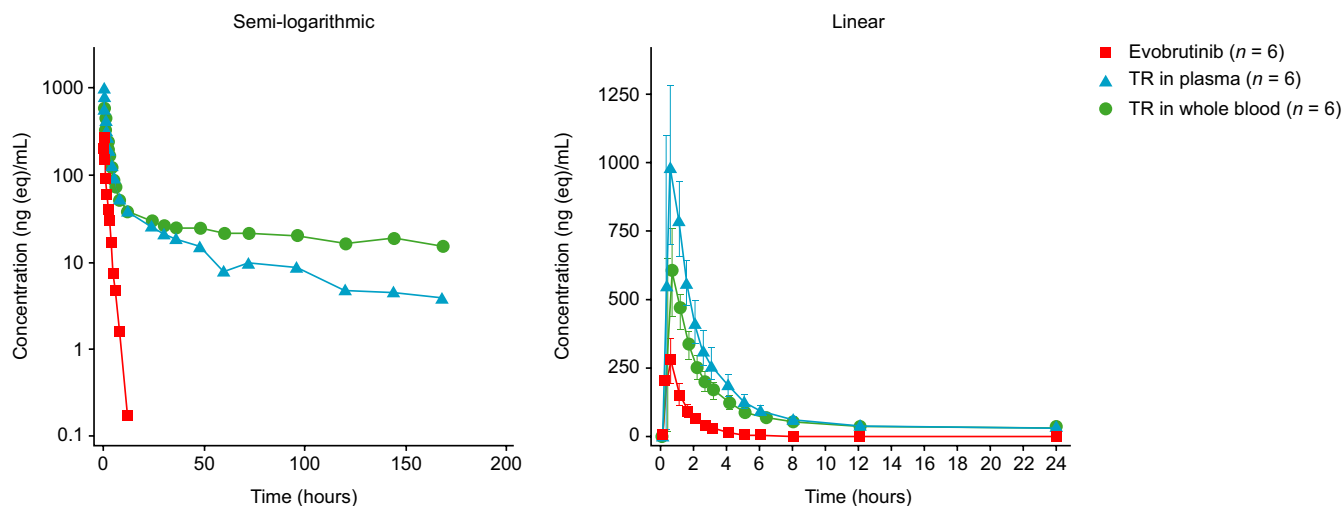 Semi-logarithmic
Concentration (ng (eq)/mL)
1000
100
10
1
0.1
0 50 100 150 200
Time (hours)
Linear
Concentration (ng (eq)/mL)
1250
1000
750
500
250
0
0 2 4 6 8 10 12 14 16 18 20 22 24
Time (hours)
Evobrutinib (n = 6)
TR in plasma (n = 6)
TR in whole blood (n = 6)